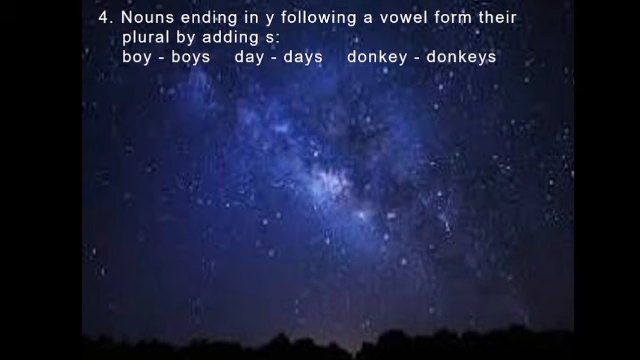 4. Nouns ending in y following a vowel form their
plural by adding s:
boy - boys day - days donkey - donkeys